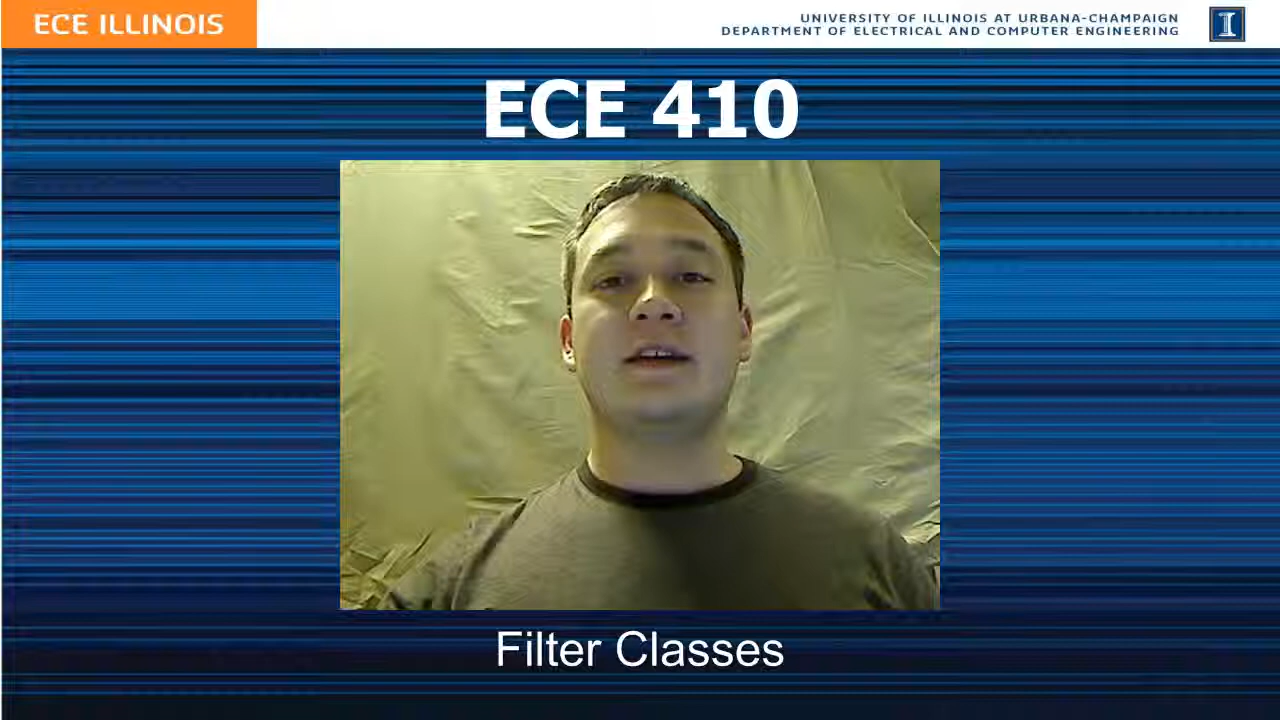 ECE ILLINOIS
UNIVERSITY OF ILLINOIS AT URBANA-CHAMPAIGN
DEPARTMENT OF ELECTRICAL AND COMPUTER ENGINEERING
I
ECE 410
Filter Classes